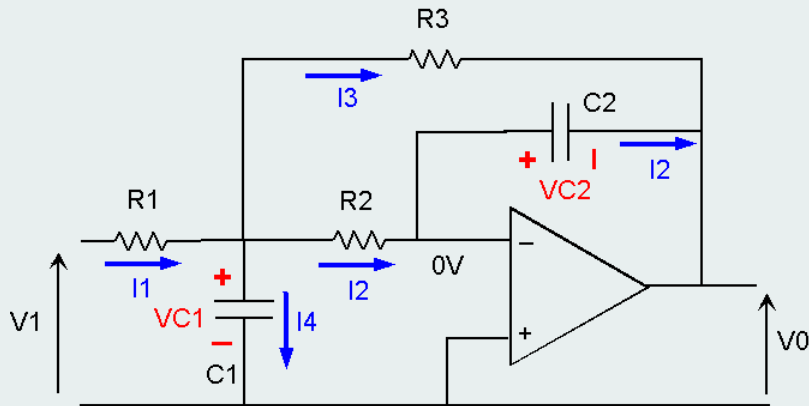 R3
I3
C2
+
I2
VC2
R1
R2
I1
+
I2
0V
−
V1
VC1
I4
+
V0
−
C1